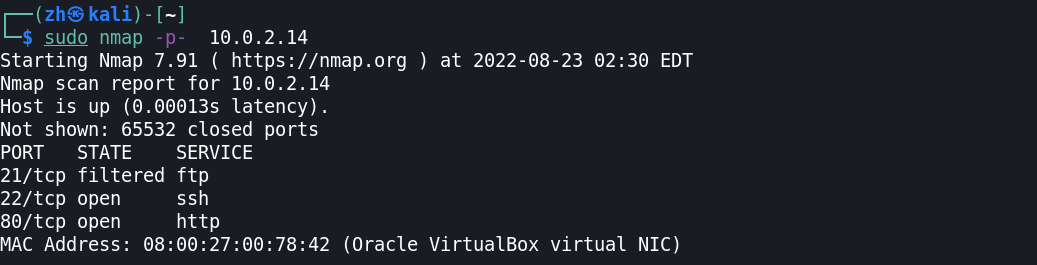 ┌──(zh㉿kali)-[~]
└─$ sudo nmap -p-  10.0.2.14
Starting Nmap 7.91 ( https://nmap.org ) at 2022-08-23 02:30 EDT
Nmap scan report for 10.0.2.14
Host is up (0.00013s latency).
Not shown: 65532 closed ports
PORT   STATE    SERVICE
21/tcp filtered ftp
22/tcp open     ssh
80/tcp open     http
MAC Address: 08:00:27:00:78:42 (Oracle VirtualBox virtual NIC)